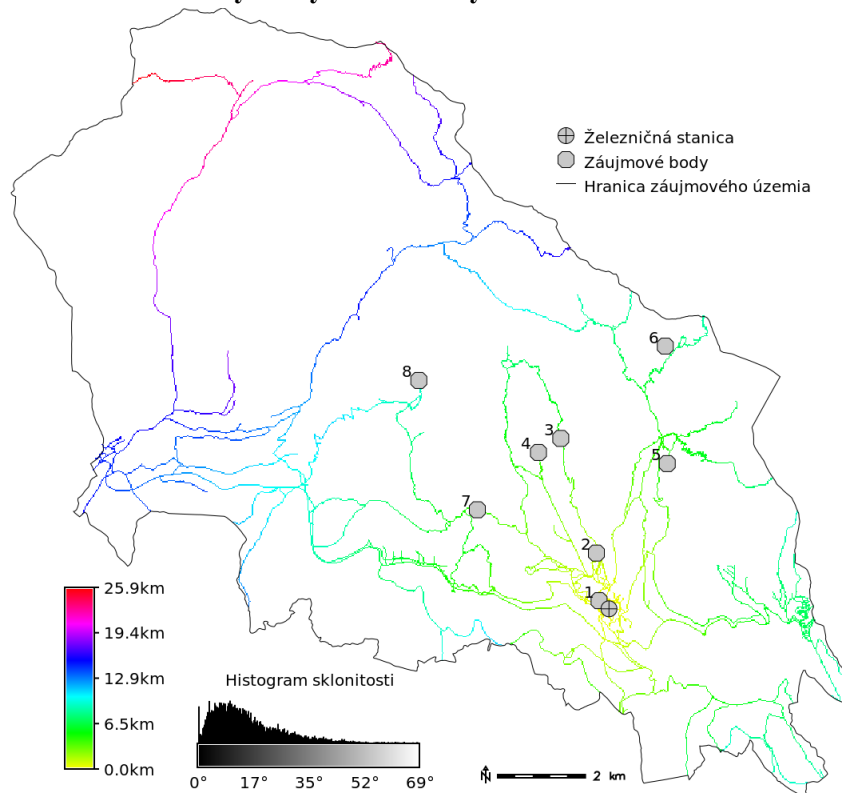 Železničná stanica
Záujmové body
Hranica záujmového územia
6
8
3
4
5
7
2
1
25.9km
19.4km
12.9km
6.5km
0.0km
Histogram sklonitosti
0° 17° 35° 52° 69°
N 2 km